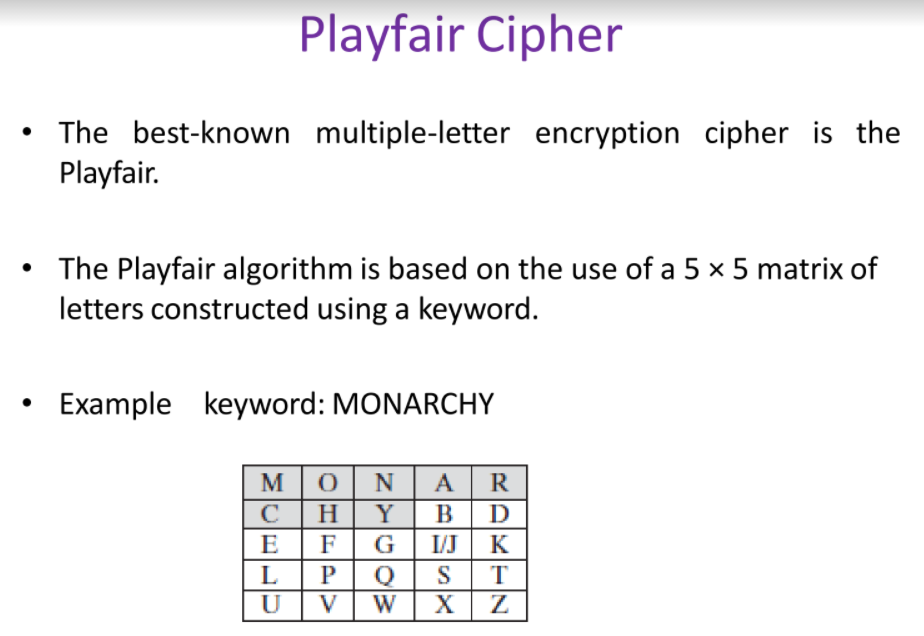 Playfair Cipher
• The best-known multiple-letter encryption cipher is the
Playfair.
• The Playfair algorithm is based on the use of a 5 × 5 matrix of
letters constructed using a keyword.
• Example keyword: MONARCHY
M O N A R
C H Y B D
E F G I/J K
L P Q S T
U V W X Z